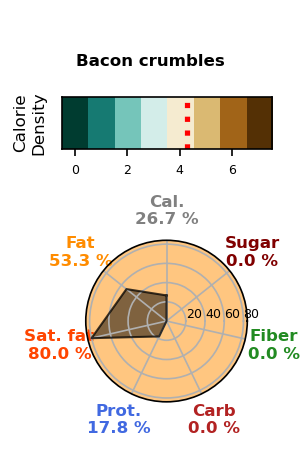 Bacon crumbles
Calorie
Density
0 2 4 6
Cal.
26.7 %
Fat
53.3 %
Sugar
0.0 %
20 40 60 80
Sat. fat
80.0 %
Fiber
0.0 %
Prot.
17.8 %
Carb
0.0 %